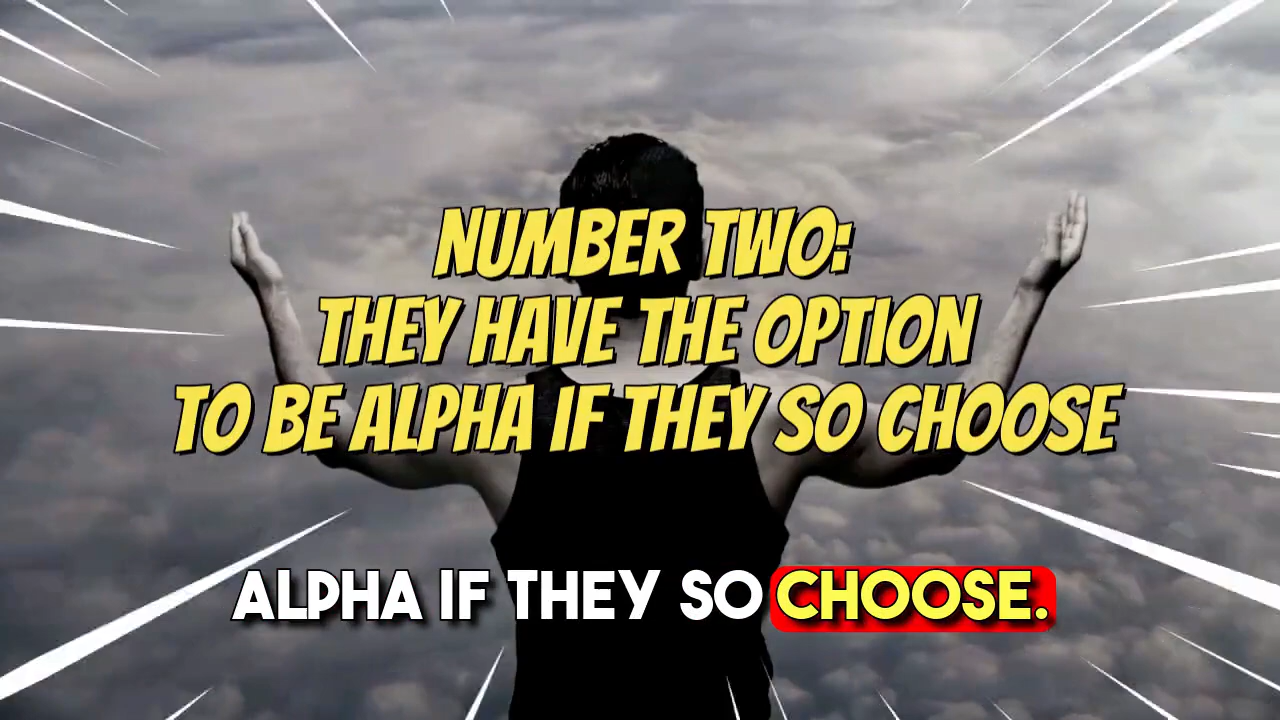 NUMBER TWO:
THEY HAVE THE OPTION
TO BE ALPHA IF THEY SO CHOOSE
ALPHA IF THEY SO CHOOSE.